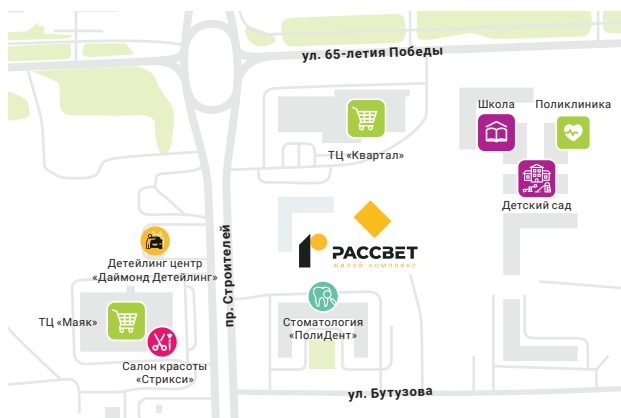 ул. 65-летия Победы
Школа
Поликлиника
ТЦ «Квартал»
Детский сад
пр. Строителей
РАССВЕТ
ЖИЛОЙ КОМПЛЕКС
Детейлинг центр
«Даймонд Детейлинг»
ТЦ «Маяк»
Стоматология
«ПолиДент»
Салон красоты
«Стрикси»
ул. Бутузова